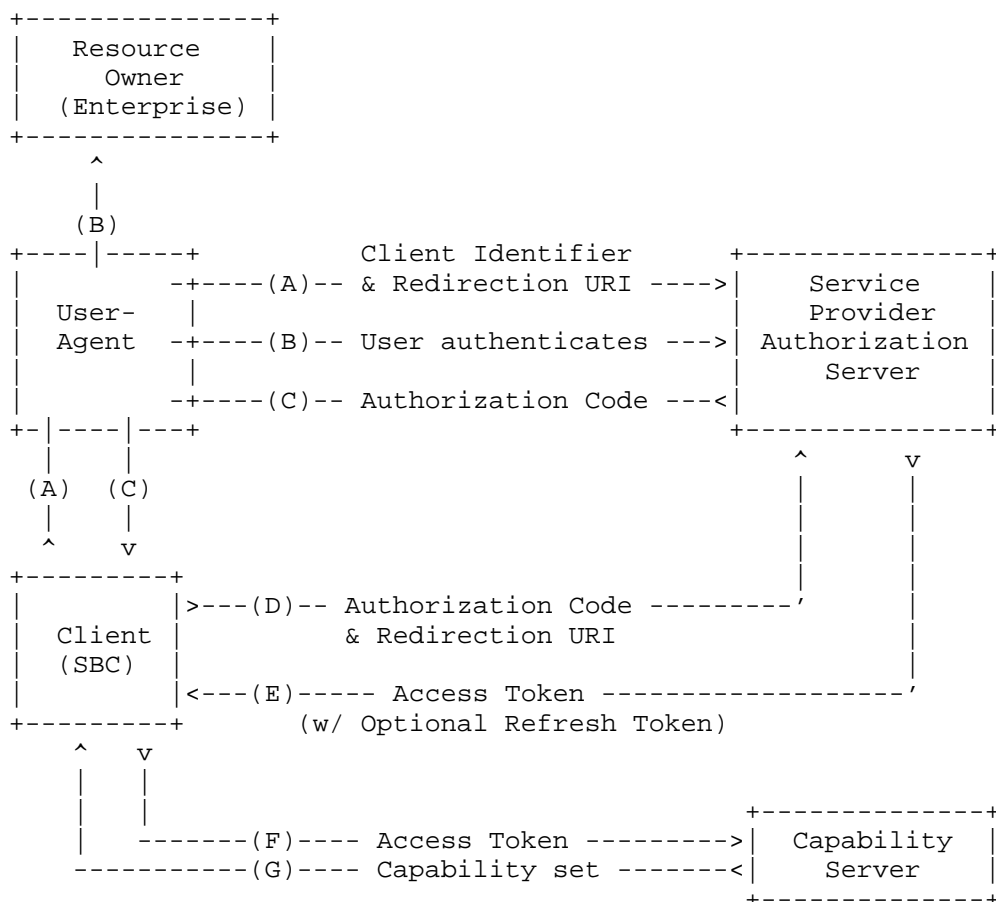 Resource
Owner
(Enterprise)
(B)
Client Identifier
(A) & Redirection URI
Service
User-
Provider
Agent
(B) User authenticates
Authorization
Server
(C) Authorization Code
(A) (C)
(D) Authorization Code
Client
& Redirection URI
(SBC)
(E) Access Token
(w/ Optional Refresh Token)
(F) Access Token
Capability
(G) Capability set
Server